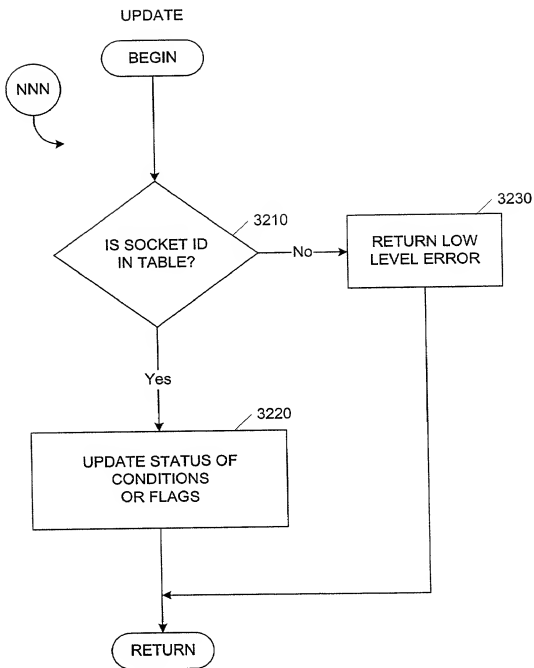 UPDATE
BEGIN
NNN
3210
IS SOCKET ID
IN TABLE?
No
3230
RETURN LOW
LEVEL ERROR
Yes
3220
UPDATE STATUS OF
CONDITIONS
OR FLAGS
RETURN